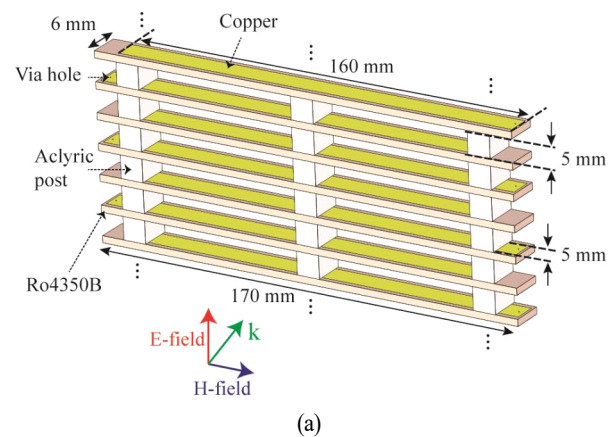 6 mm
Copper
Via hole
160 mm
Aclyric
post
5 mm
5 mm
Ro4350B
170 mm
E-field
k
H-field
(a)